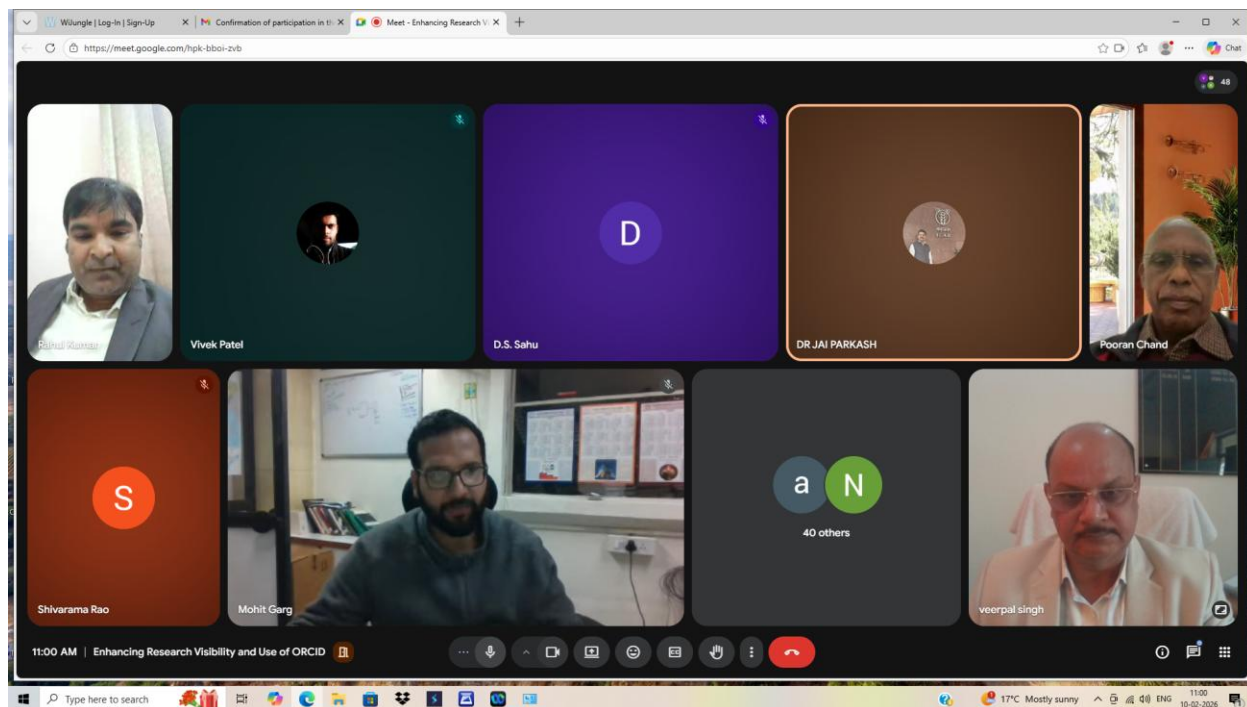 WiJungle | Log-In | Sign-Up
Confirmation of participation in th
Meet - Enhancing Research Vi
https://meet.google.com/hpk-bboi-zvb
Chat
48
Rahul Kumar
Vivek Patel
D
D.S. Sahu
DR JAI PARKASH
Pooran Chand
S
Shivarama Rao
Mohit Garg
a N
40 others
veerpal singh
11:00 AM | Enhancing Research Visibility and Use of ORCID
Type here to search
17°C Mostly sunny
ENG
11:00
10-02-2026